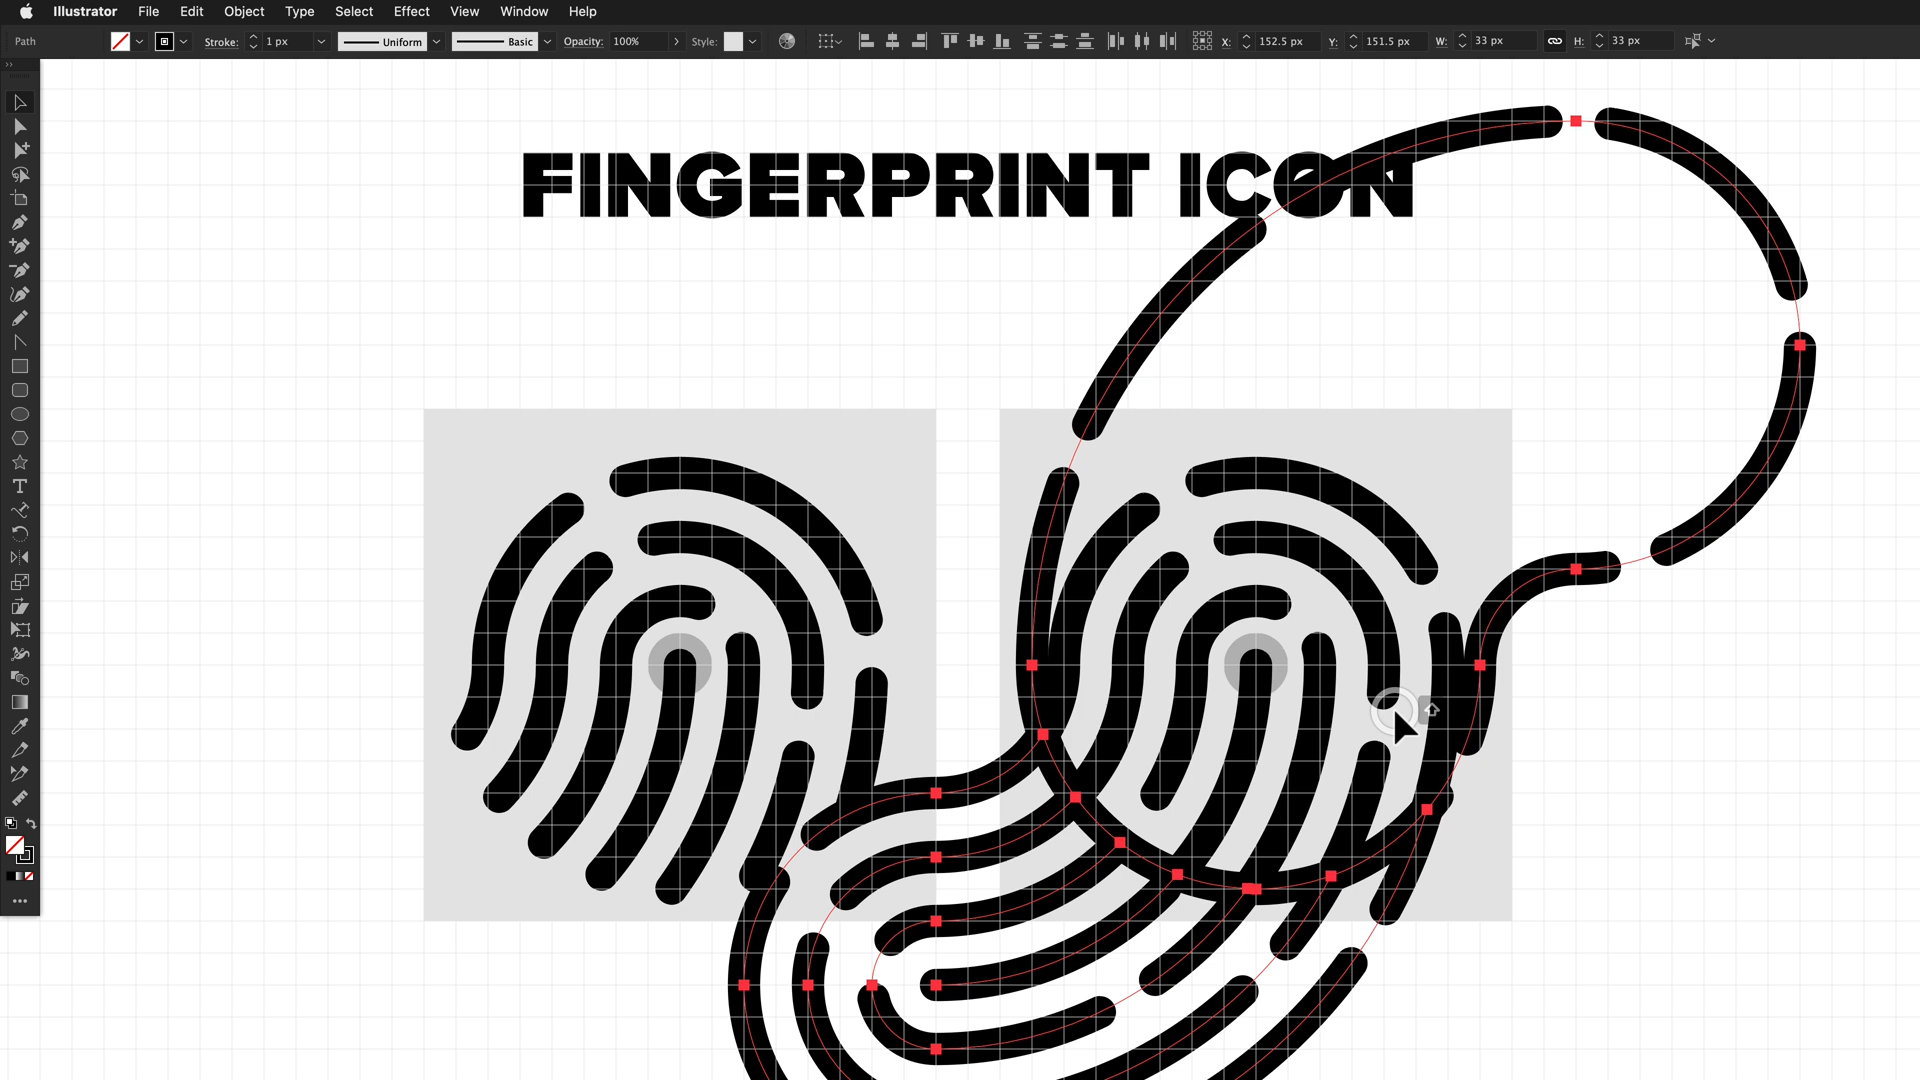 Illustrator File Edit Object Type Select Effect View Window Help
Path Stroke: 1 px Uniform Basic Opacity: 100% Style: X: 152.5 px Y: 151.5 px W: 33 px H: 33 px
FINGERPRINT ICON